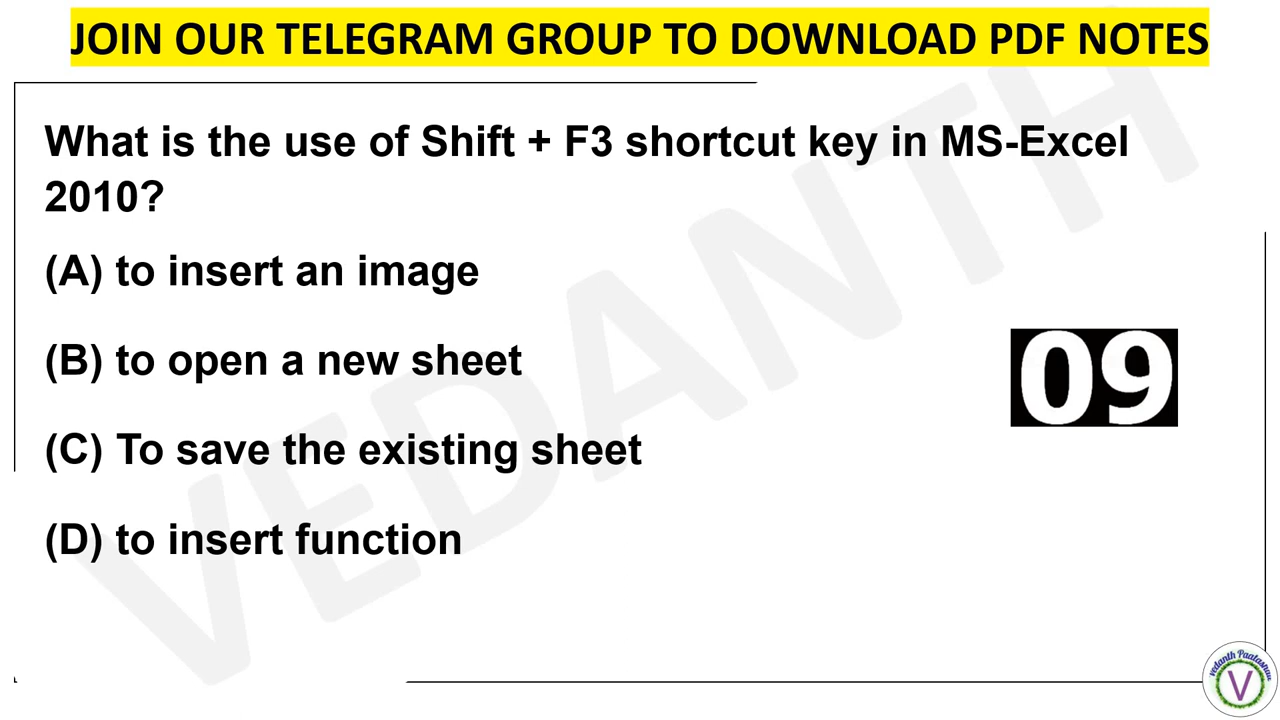 JOIN OUR TELEGRAM GROUP TO DOWNLOAD PDF NOTES
What is the use of Shift + F3 shortcut key in MS-Excel
2010?
(A) to insert an image
(B) to open a new sheet
09
(C) To save the existing sheet
(D) to insert function
VEDANTH
V